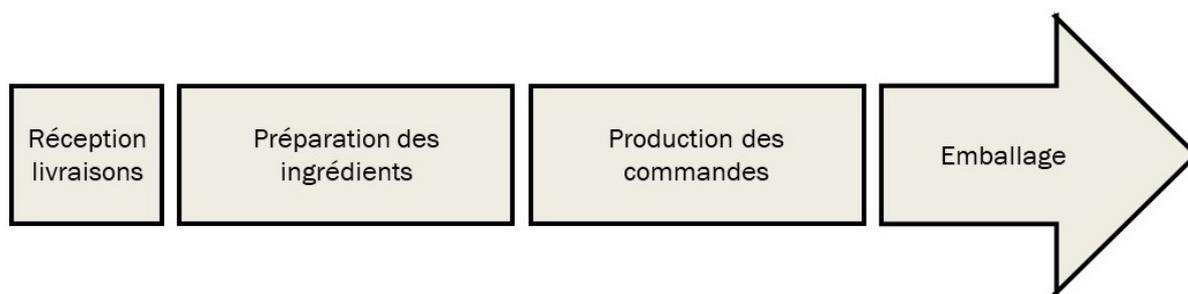 Réception
livraisons
Préparation des
ingrédients
Production des
commandes
Emballage